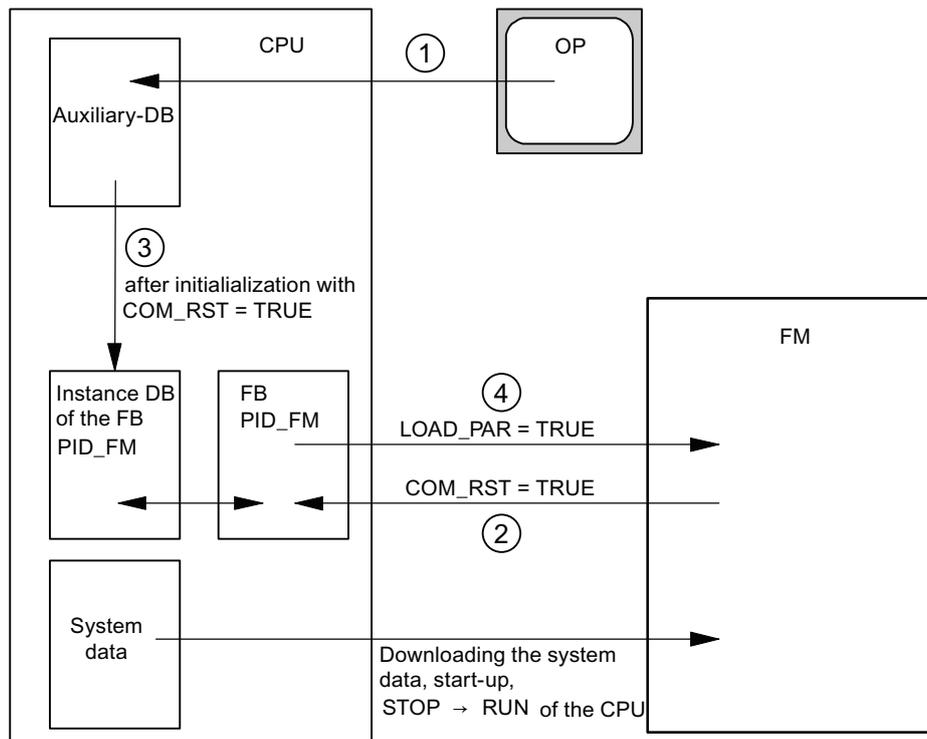 CPU
OP
1
Auxiliary-DB
3
after initialialization with
COM_RST = TRUE
FM
Instance DB
of the FB
PID_FM
FB
PID_FM
4
LOAD_PAR = TRUE
COM_RST = TRUE
2
System
data
Downloading the system
data, start-up,
STOP → RUN of the CPU